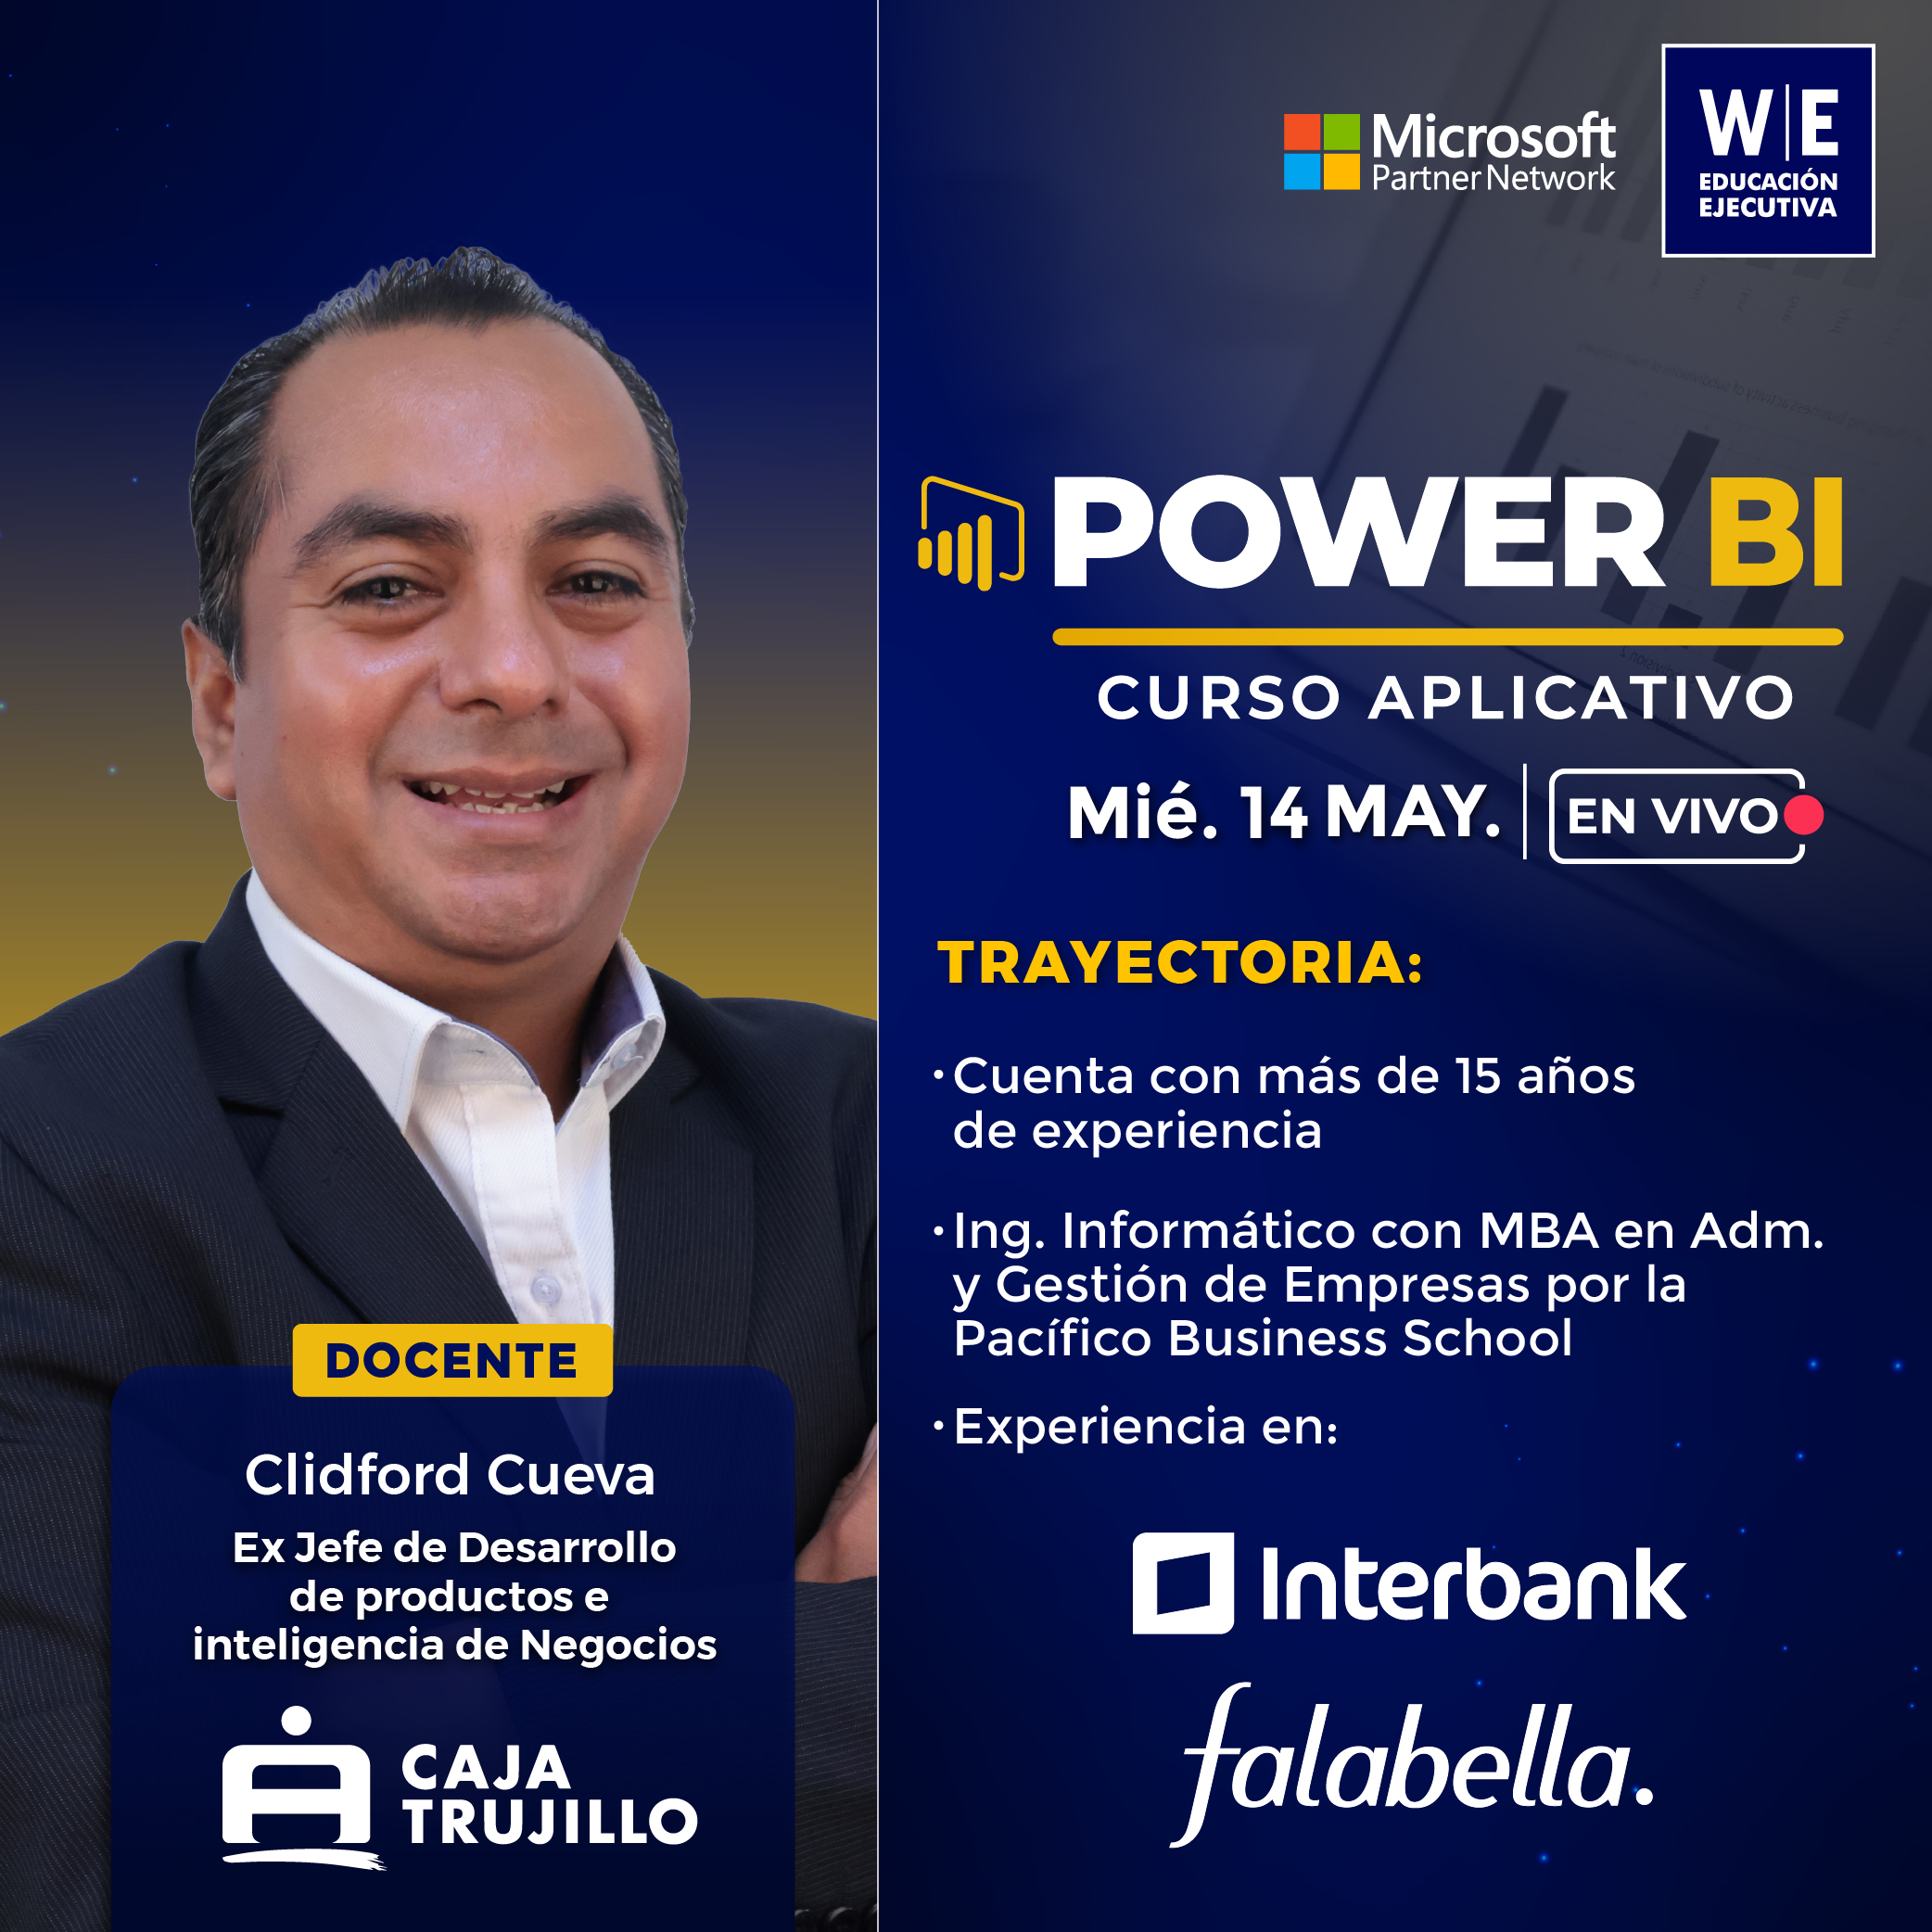 Microsoft
Partner Network
W|E
EDUCACIÓN
EJECUTIVA
POWER BI
CURSO APLICATIVO
Mié. 14 MAY.
EN VIVO
TRAYECTORIA:
· Cuenta con más de 15 años
de experiencia
· Ing. Informático con MBA en Adm.
y Gestión de Empresas por la
Pacífico Business School
· Experiencia en:
Interbank
falabella.
DOCENTE
Clidford Cueva
Ex Jefe de Desarrollo
de productos e
inteligencia de Negocios
CAJA
TRUJILLO